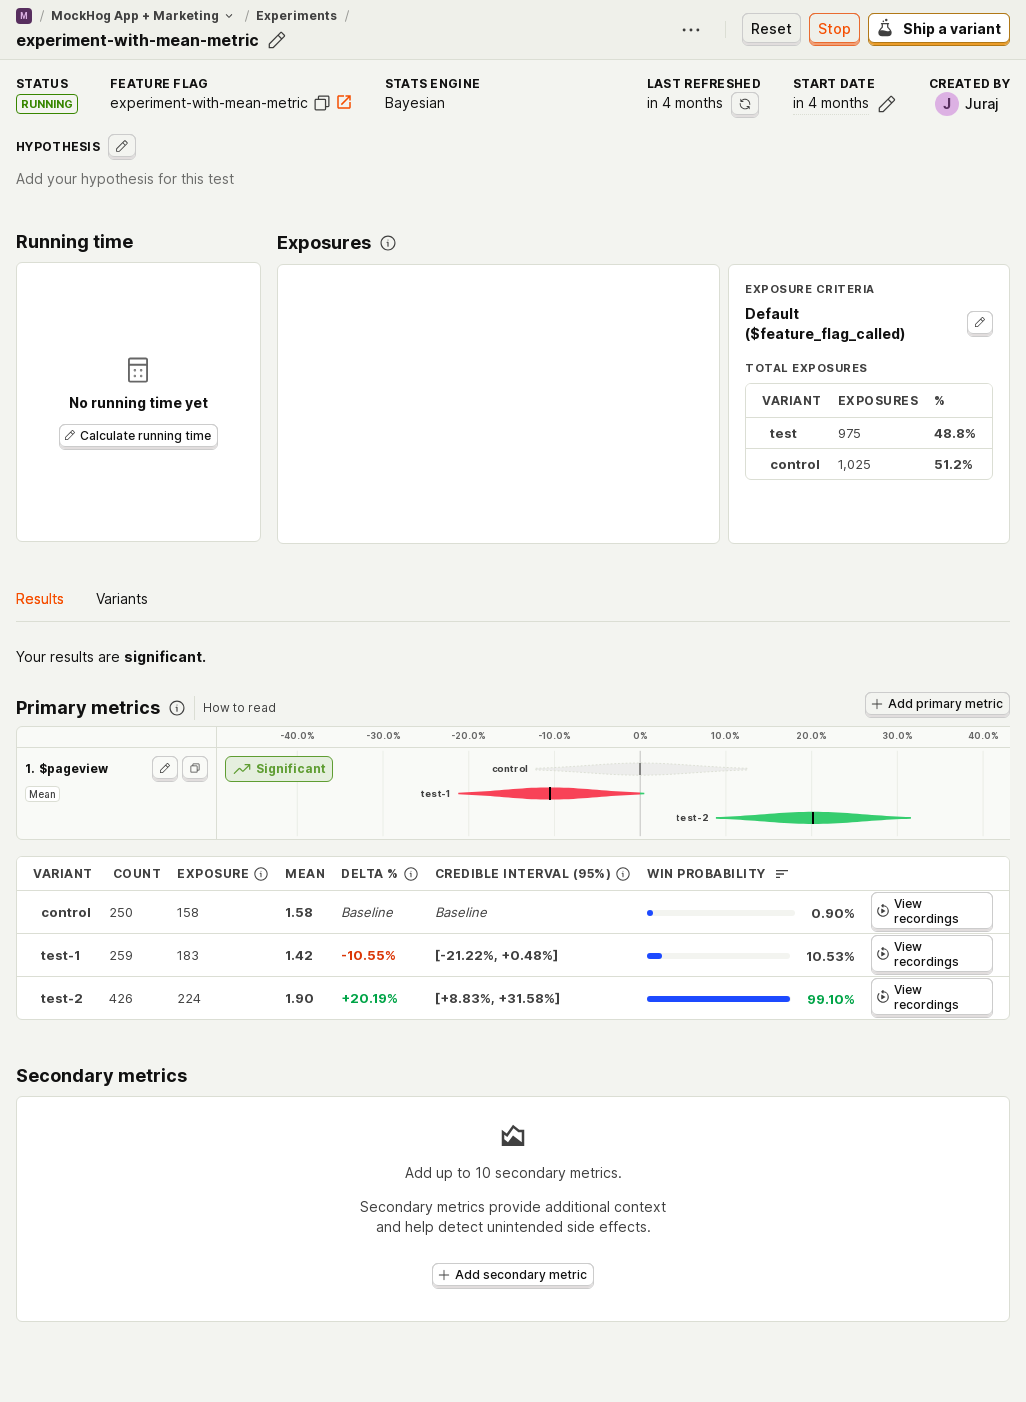 M / MockHog App + Marketing / Experiments /
experiment-with-mean-metric
Reset
Stop
Ship a variant
STATUS
RUNNING
FEATURE FLAG
experiment-with-mean-metric
STATS ENGINE
Bayesian
LAST REFRESHED
in 4 months
START DATE
in 4 months
CREATED BY
J Juraj
HYPOTHESIS
Add your hypothesis for this test
Running time
No running time yet
Calculate running time
Exposures
EXPOSURE CRITERIA
Default
($feature_flag_called)
TOTAL EXPOSURES
VARIANT EXPOSURES %
test 975 48.8%
control 1,025 51.2%
Results Variants
Your results are significant.
Primary metrics How to read
Add primary metric
-40.0% -30.0% -20.0% -10.0% 0% 10.0% 20.0% 30.0% 40.0%
1. $pageview
Mean
Significant
control
test-1
test-2
VARIANT COUNT EXPOSURE MEAN DELTA % CREDIBLE INTERVAL (95%) WIN PROBABILITY
control 250 158 1.58 Baseline Baseline 0.90% View recordings
test-1 259 183 1.42 -10.55% [-21.22%, +0.48%] 10.53% View recordings
test-2 426 224 1.90 +20.19% [+8.83%, +31.58%] 99.10% View recordings
Secondary metrics
Add up to 10 secondary metrics.
Secondary metrics provide additional context
and help detect unintended side effects.
Add secondary metric